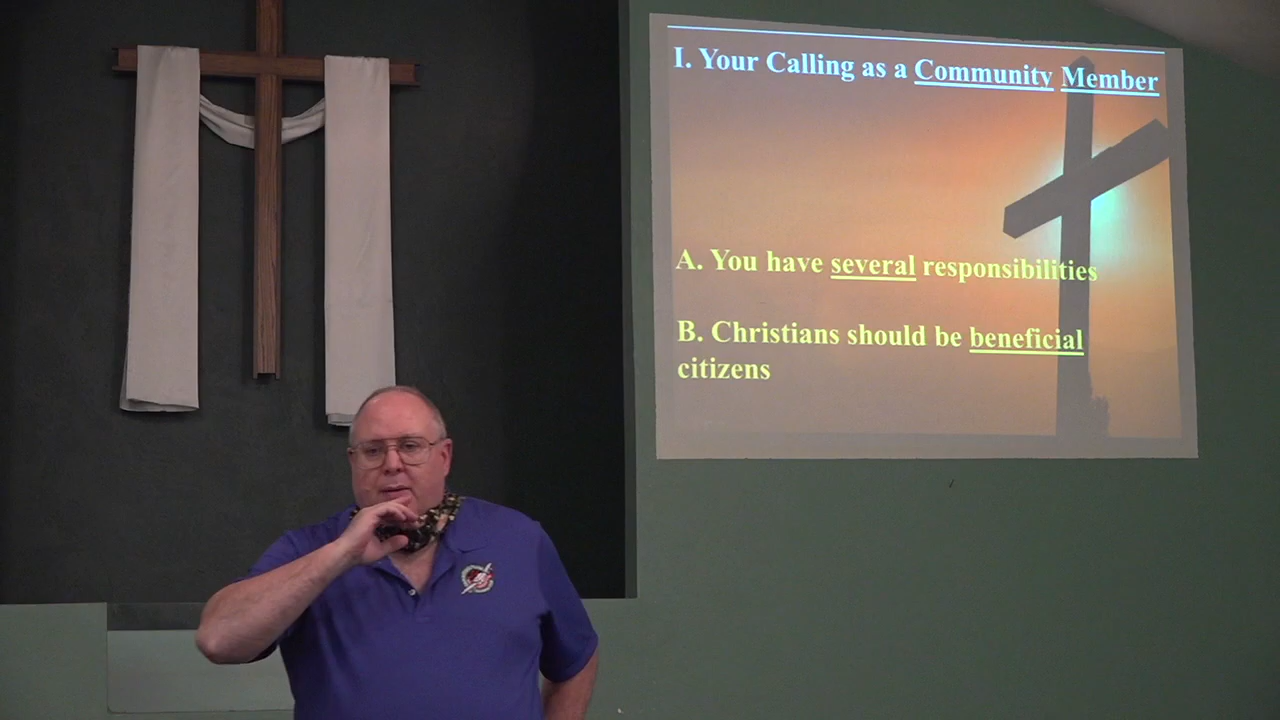 I. Your Calling as a Community Member
A. You have several responsibilities
B. Christians should be beneficial
citizens